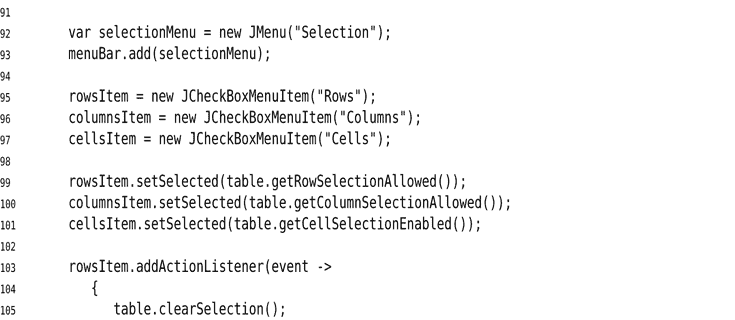 91
92 var selectionMenu = new JMenu("Selection");
93 menuBar.add(selectionMenu);
94
95 rowsItem = new JCheckBoxMenuItem("Rows");
96 columnsItem = new JCheckBoxMenuItem("Columns");
97 cellsItem = new JCheckBoxMenuItem("Cells");
98
99 rowsItem.setSelected(table.getRowSelectionAllowed());
100 columnsItem.setSelected(table.getColumnSelectionAllowed());
101 cellsItem.setSelected(table.getCellSelectionEnabled());
102
103 rowsItem.addActionListener(event ->
104 {
105 table.clearSelection();